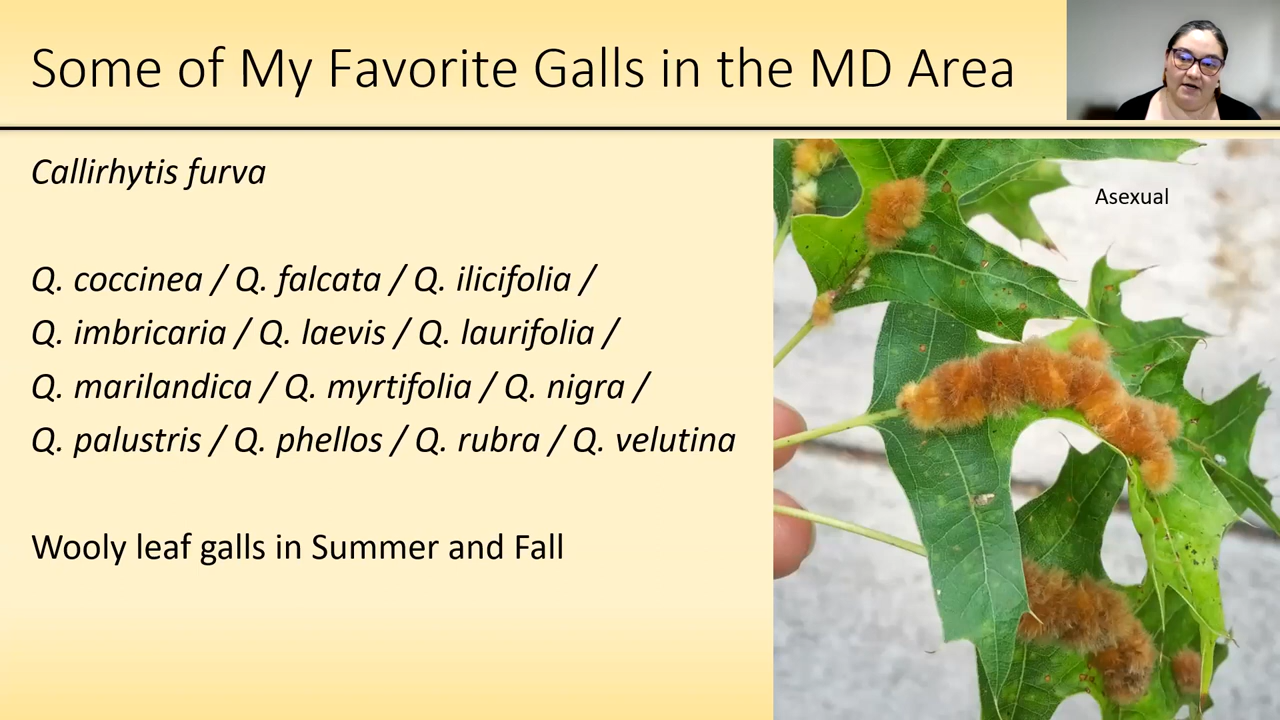 Some of My Favorite Galls in the MD Area
Callirhytis furva
Q. coccinea / Q. falcata / Q. ilicifolia /
Q. imbricaria / Q. laevis / Q. laurifolia /
Q. marilandica / Q. myrtifolia / Q. nigra /
Q. palustris / Q. phellos / Q. rubra / Q. velutina
Wooly leaf galls in Summer and Fall
Asexual